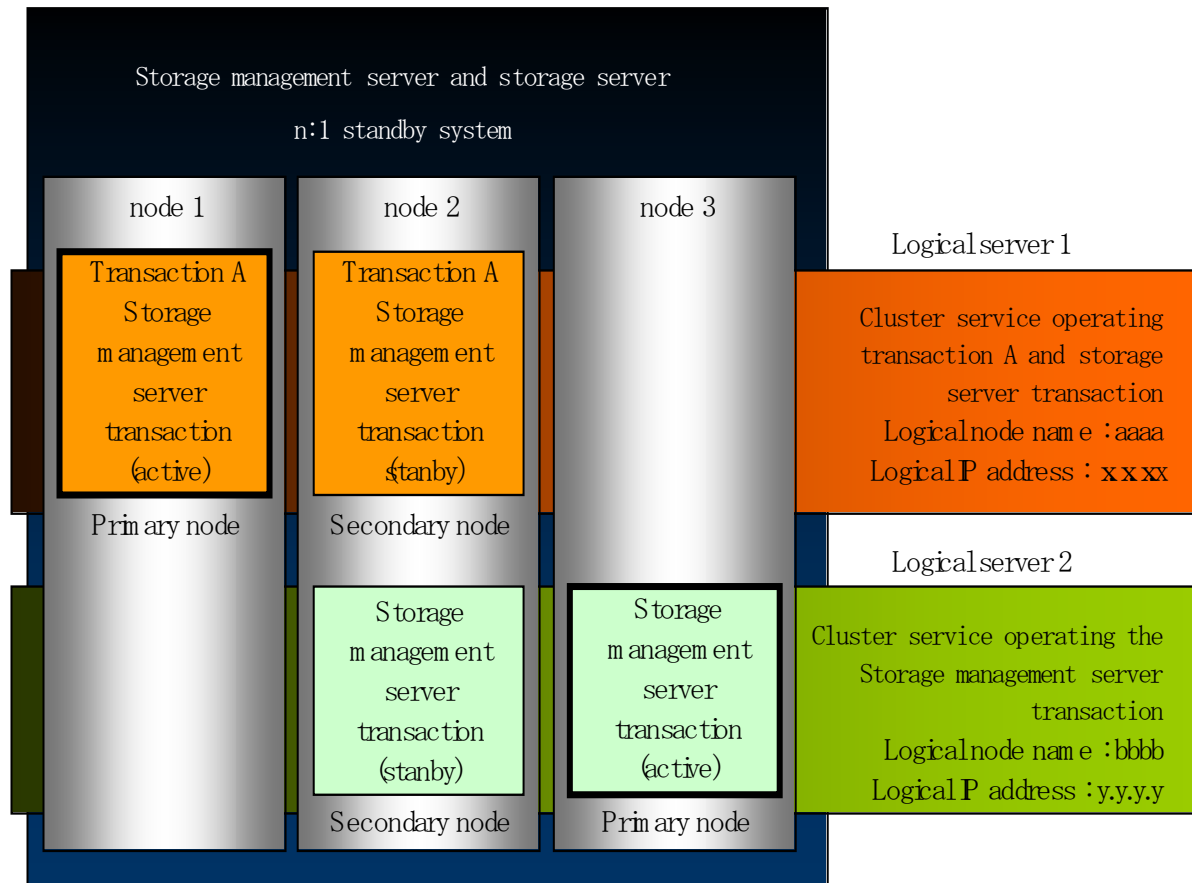 Storage management server and storage server
n:1 standby system
node 1
node 2
node 3
Transaction A
Storage
management
server
transaction
(active)
Primary node
Transaction A
Storage
management
server
transaction
(stanby)
Secondary node
Storage
management
server
transaction
(stanby)
Secondary node
Storage
management
server
transaction
(active)
Primary node
Logical server 1
Cluster service operating
transaction A and storage
server transaction
Logical node name : aaaa
Logical IP address : x x xx
Logical server 2
Cluster service operating the
Storage management server
transaction
Logical node name : bbbb
Logical IP address : y.y.y.y